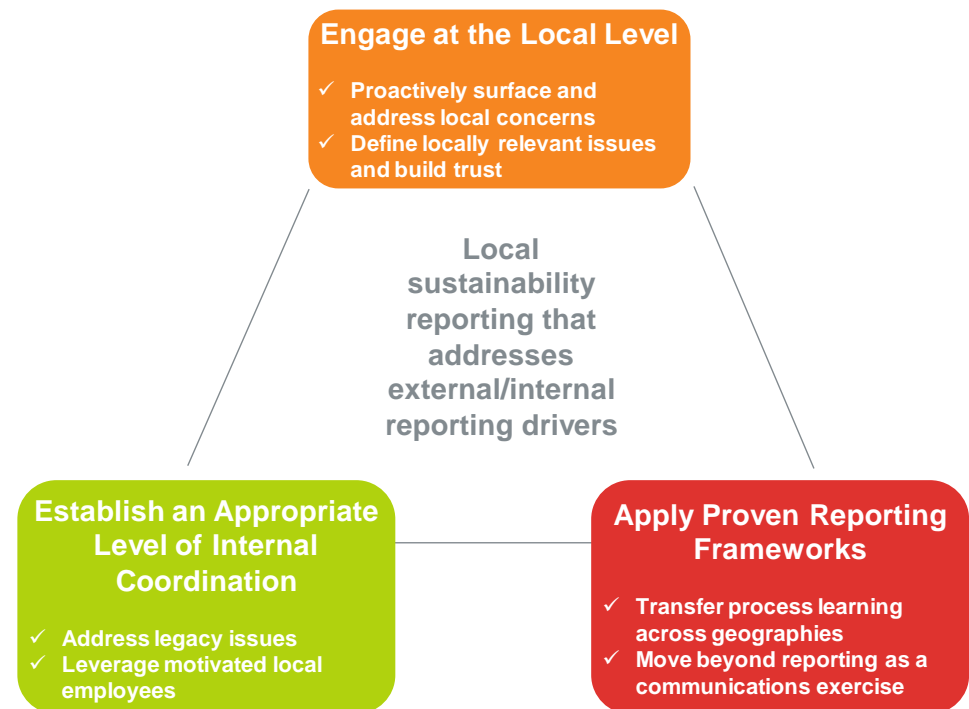 Engage at the Local Level
✓ Proactively surface and
address local concerns
✓ Define locally relevant issues
and build trust
Local
sustainability
reporting that
addresses
external/internal
reporting drivers
Establish an Appropriate
Level of Internal
Coordination
✓ Address legacy issues
✓ Leverage motivated local
employees
Apply Proven Reporting
Frameworks
✓ Transfer process learning
across geographies
✓ Move beyond reporting as a
communications exercise